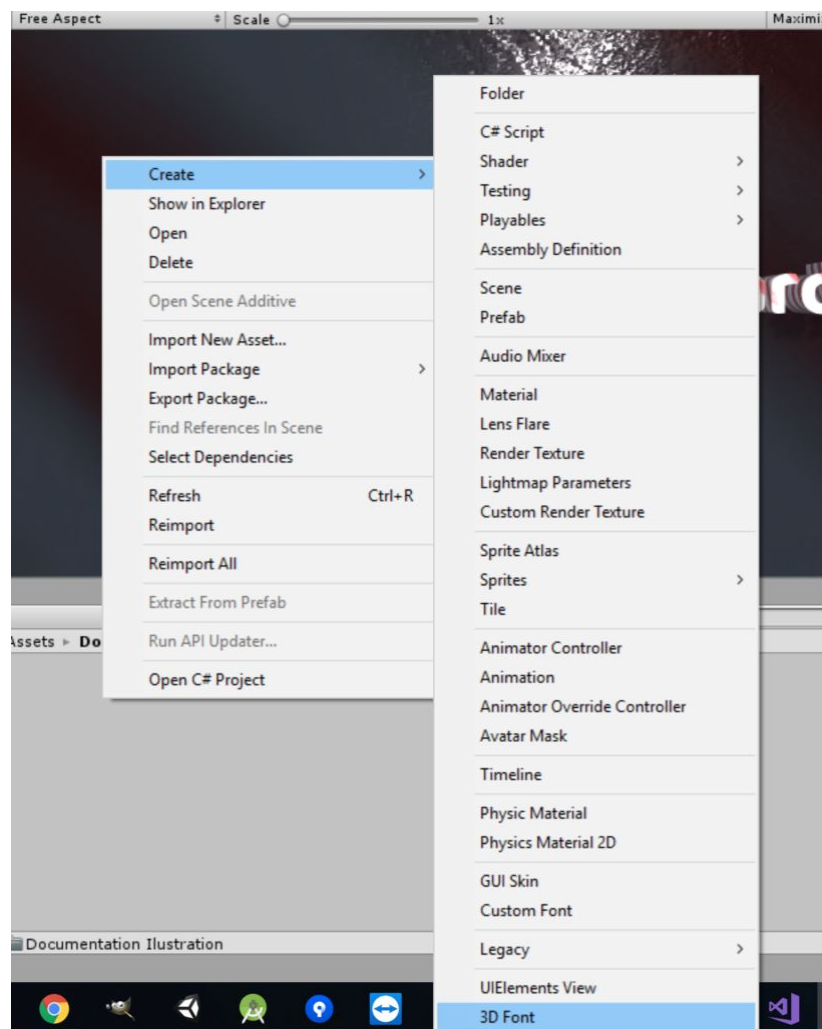 Free Aspect
Scale
1x
Create
Show in Explorer
Open
Delete
Open Scene Additive
Import New Asset...
Import Package
Export Package...
Find References In Scene
Select Dependencies
Refresh Ctrl+R
Reimport
Reimport All
Extract From Prefab
Run API Updater...
Open C# Project
Folder
C# Script
Shader
Testing
Playables
Assembly Definition
Scene
Prefab
Audio Mixer
Material
Lens Flare
Render Texture
Lightmap Parameters
Custom Render Texture
Sprite Atlas
Sprites
Tile
Animator Controller
Animation
Animator Override Controller
Avatar Mask
Timeline
Physic Material
Physics Material 2D
GUI Skin
Custom Font
Legacy
UIElements View
3D Font
Assets
Documentation Ilustration